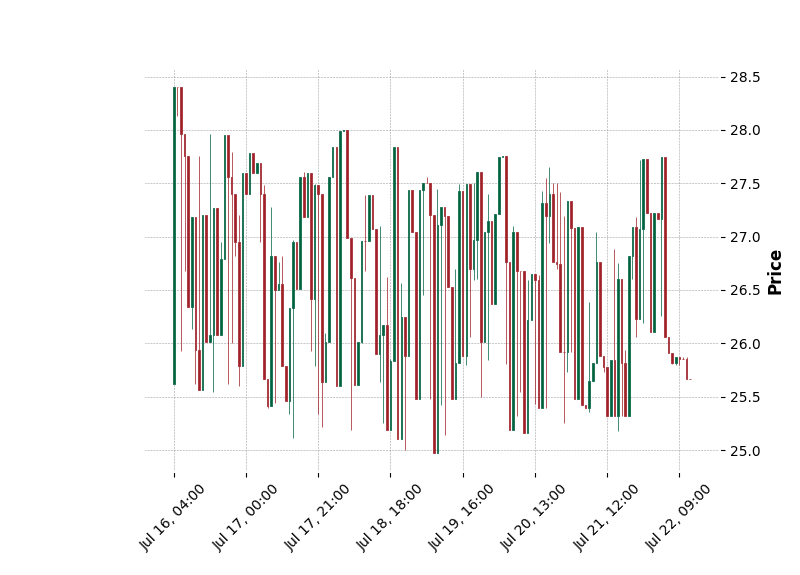 28.5
28.0
27.5
27.0
26.5
26.0
25.5
25.0
Price
Jul 16, 04:00
Jul 17, 00:00
Jul 17, 21:00
Jul 18, 18:00
Jul 19, 16:00
Jul 20, 13:00
Jul 21, 12:00
Jul 22, 09:00